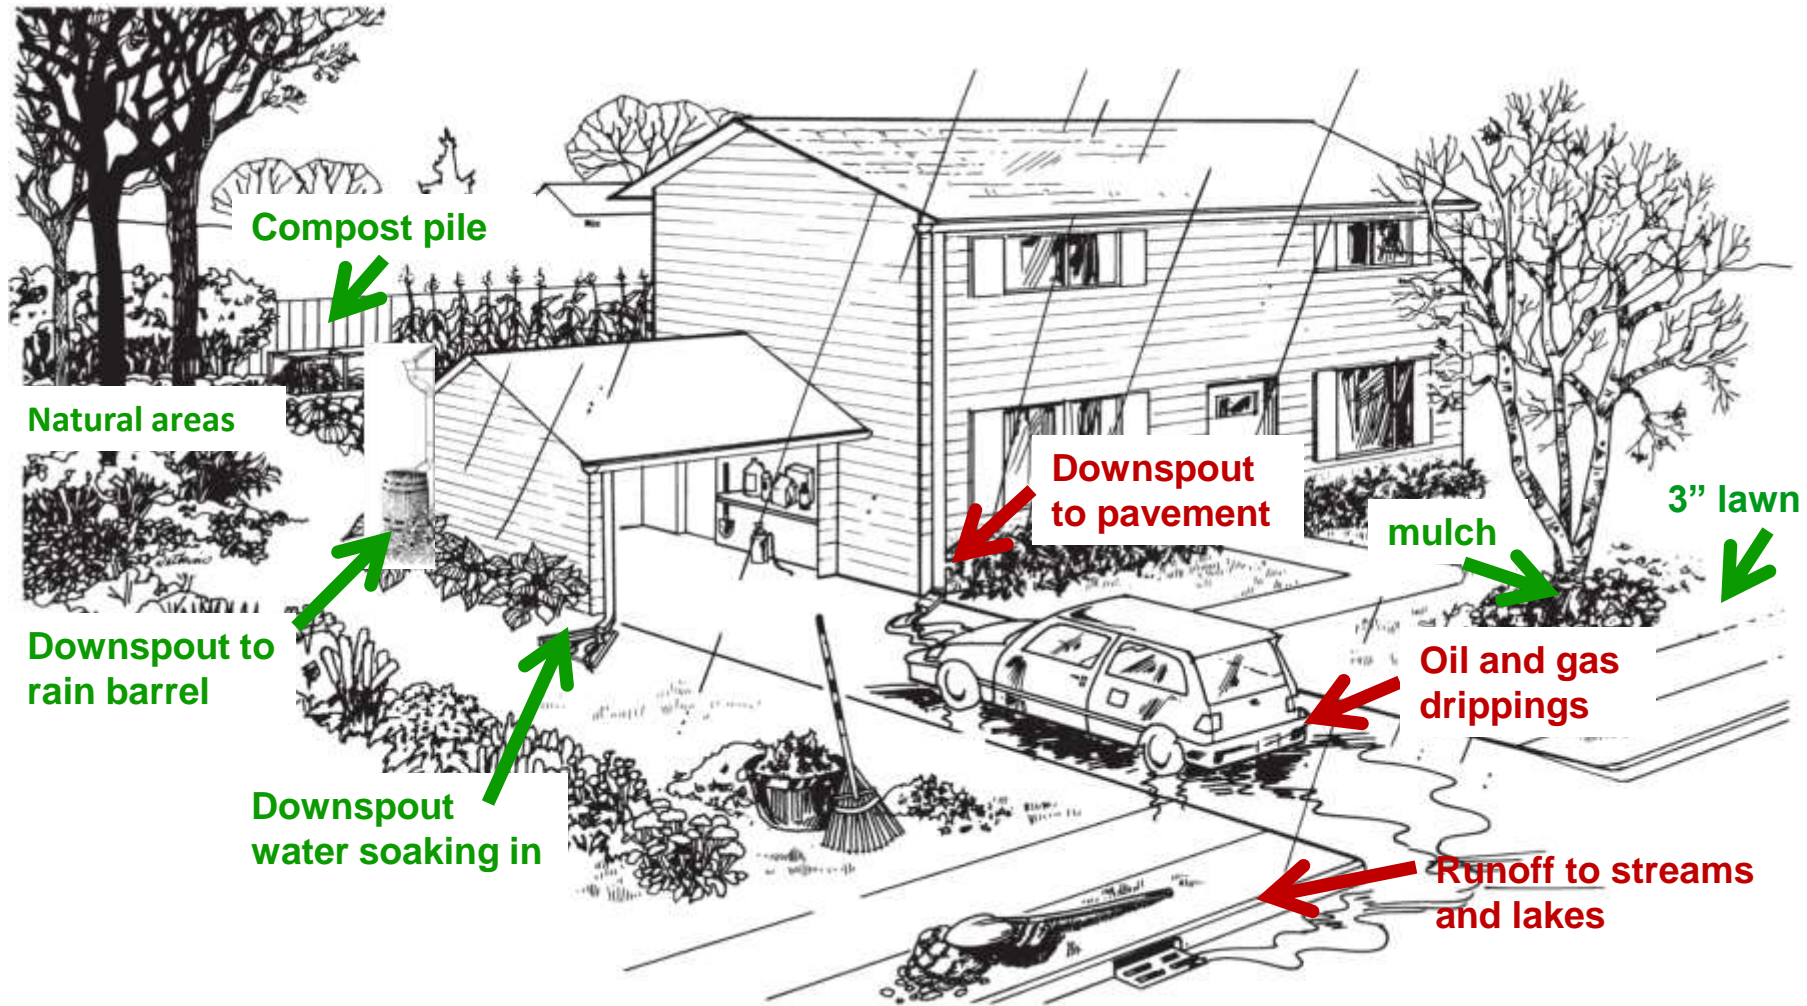 Compost pile
Natural areas
Downspout
to pavement
3” lawn
mulch
Downspout to
rain barrel
Oil and gas
drippings
Downspout
water soaking in
Runoff to streams
and lakes